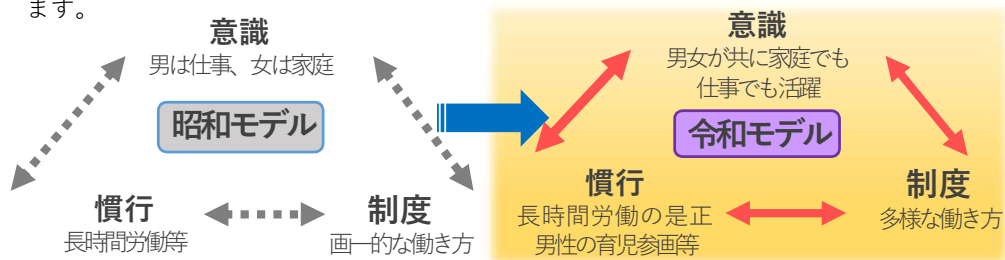 ます。
意識
男は仕事、女は家庭
昭和モデル
慣行
長時間労働等
制度
画一的な働き方
意識
男女が共に家庭でも
仕事でも活躍
令和モデル
慣行
長時間労働の是正
男性の育児参画等
制度
多様な働き方